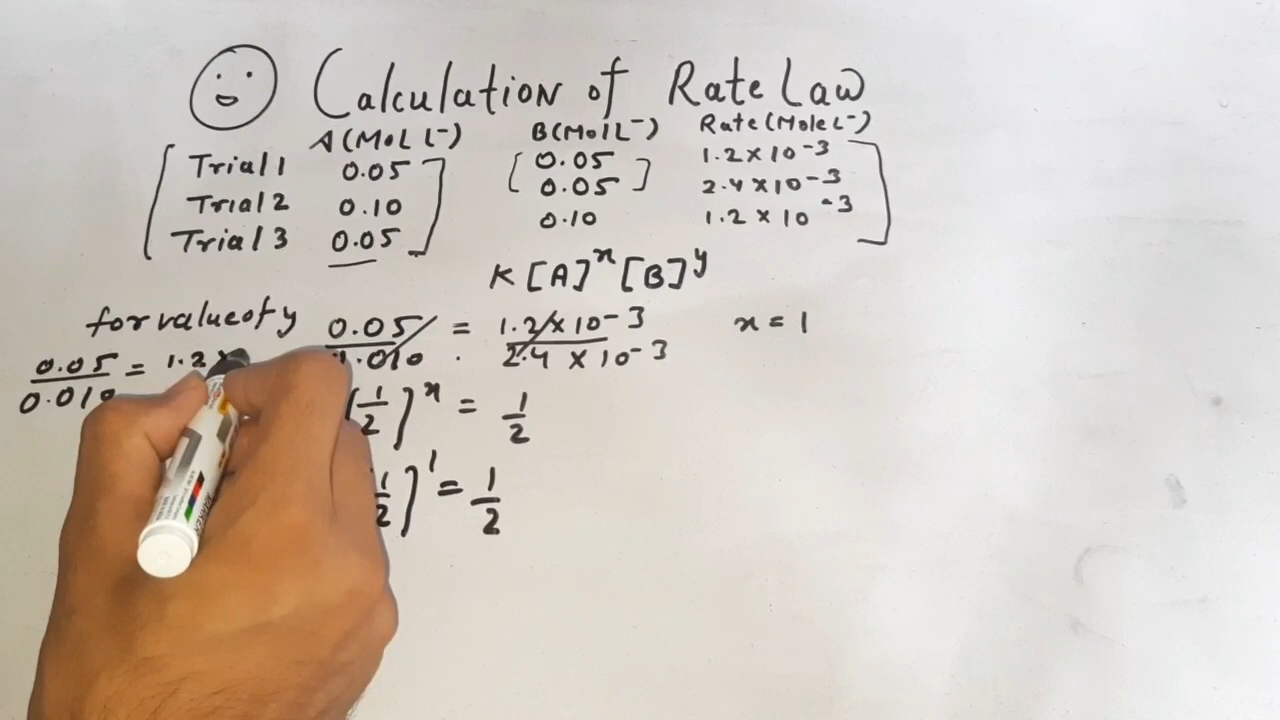 Calculation of Rate Law
A(Mol L⁻) B(Mol L⁻) Rate(Mole L⁻)
Trial 1 0.05 0.05 1.2 × 10⁻³
Trial 2 0.10 0.05 2.4 × 10⁻³
Trial 3 0.05 0.10 1.2 × 10⁻³
K [A]ˣ [B]ʸ
for value of y
0.05 / 0.010 = 1.2 ×
0.05 / 0.010 = 1.2 × 10⁻³ / 2.4 × 10⁻³ x = 1
(1/2)ˣ = 1/2
1/2)¹ = 1/2